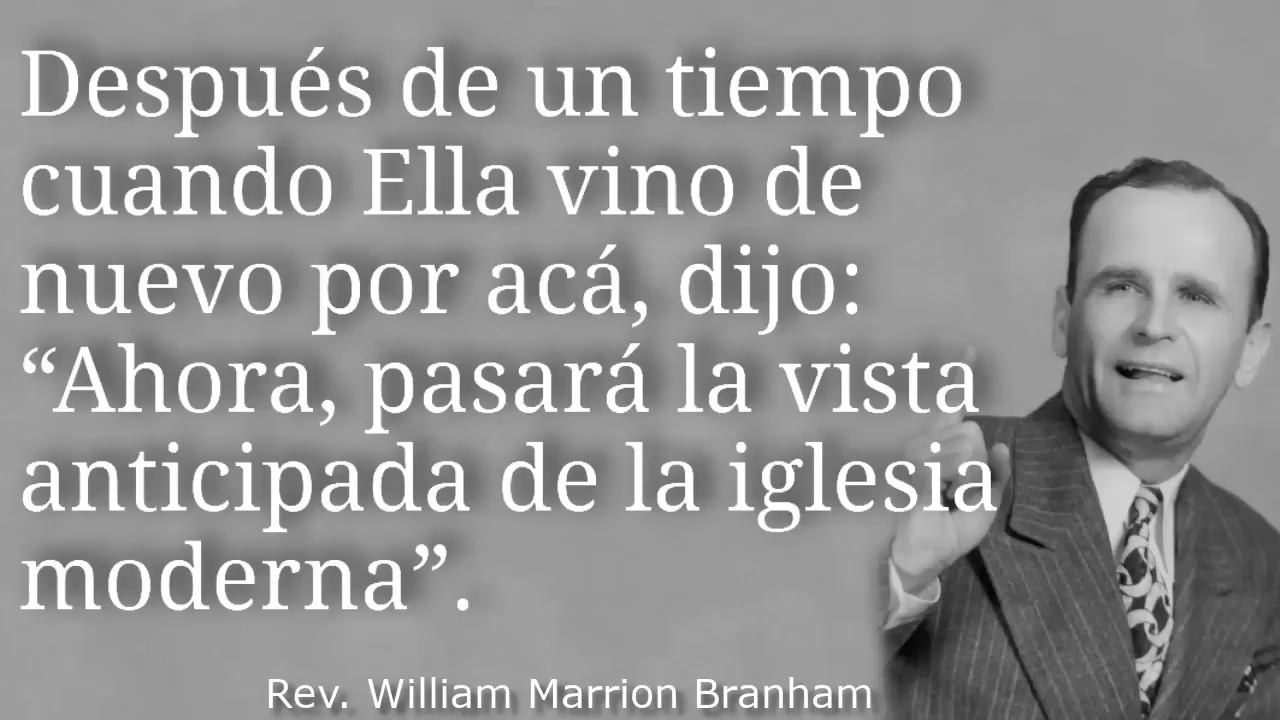 Después de un tiempo
cuando Ella vino de
nuevo por acá, dijo:
“Ahora, pasará la vista
anticipada de la iglesia
moderna”.
Rev. William Marrion Branham